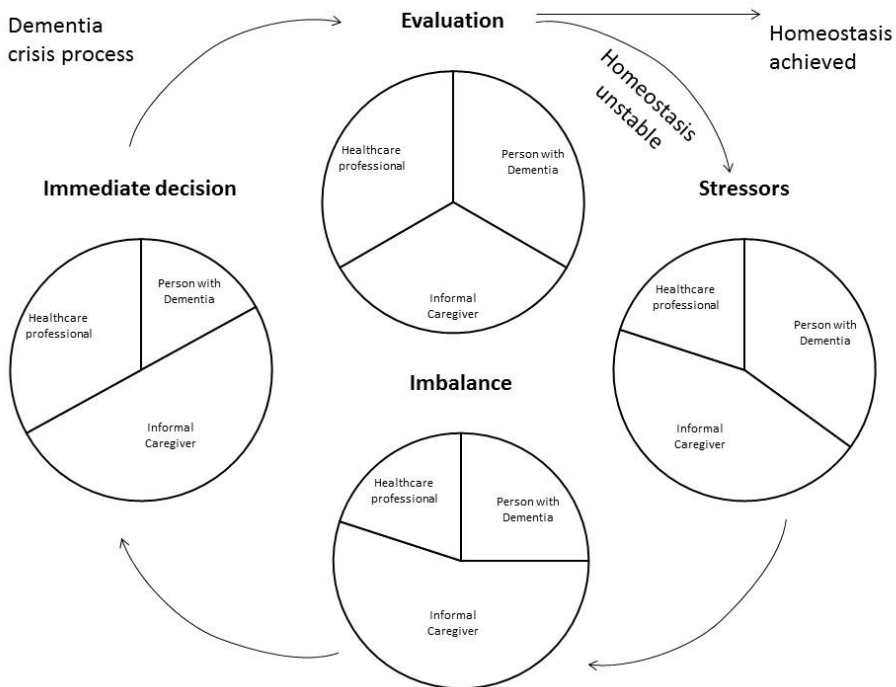 Dementia
crisis process
Evaluation
Homeostasis
achieved
Homeostasis
unstable
Healthcare
professional
Person with
Dementia
Informal
Caregiver
Immediate decision
Healthcare
professional
Person with
Dementia
Informal
Caregiver
Stressors
Healthcare
professional
Person with
Dementia
Informal
Caregiver
Imbalance
Healthcare
professional
Person with
Dementia
Informal
Caregiver